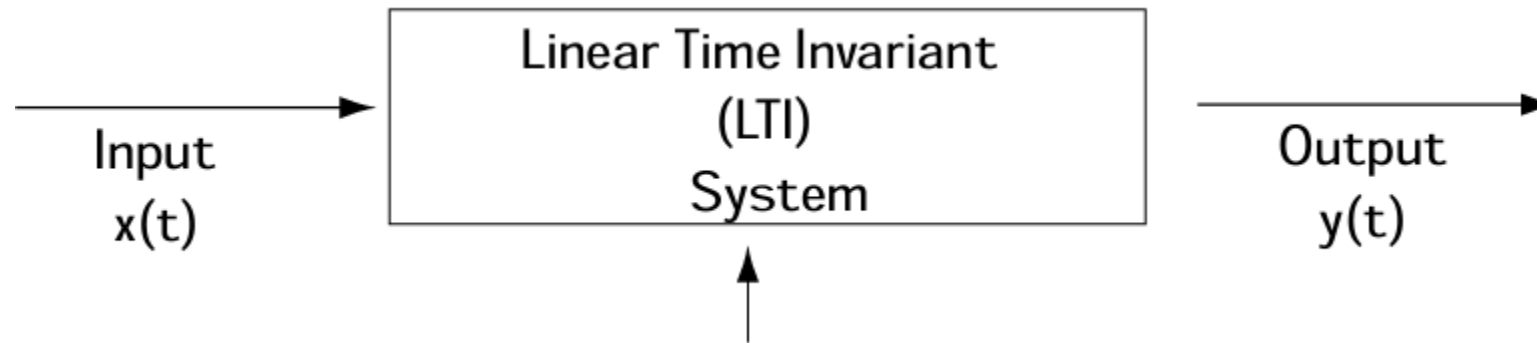 Linear Time Invariant
(LTI)
System
Input
x(t)
Output
y(t)